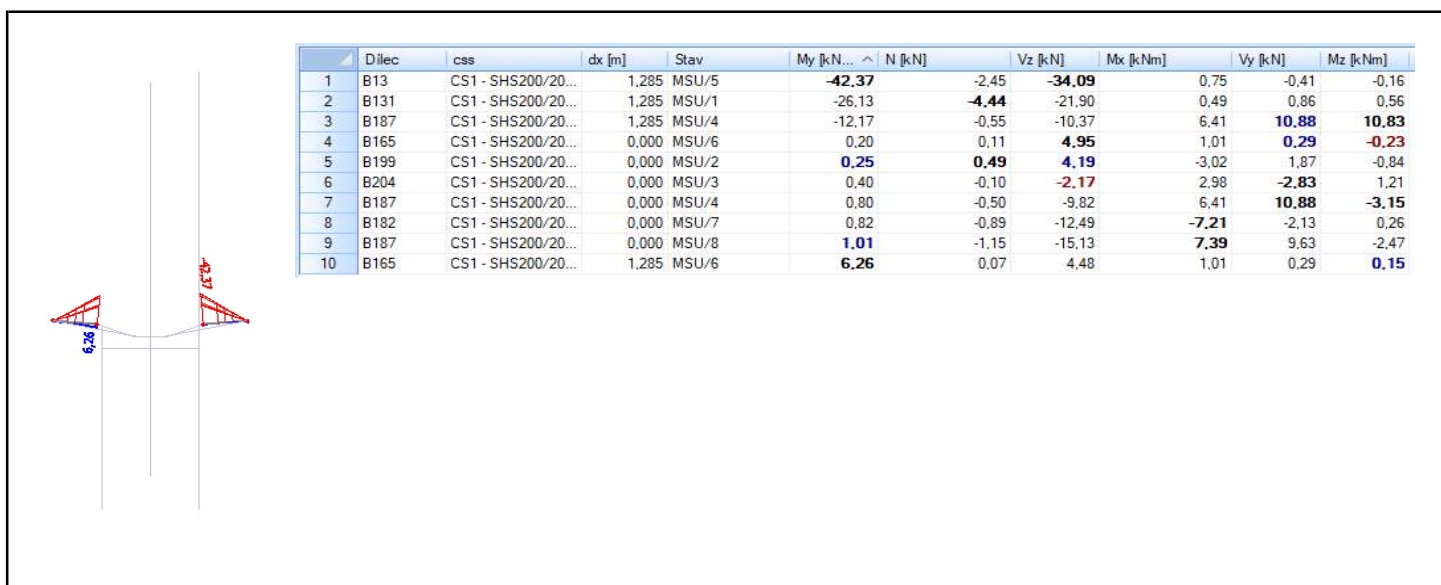 Dílec css dx [m] Stav My [kN... N [kN] Vz [kN] Mx [kNm] Vy [kN] Mz [kNm]
1 B13 CS1 - SHS200/20... 1,285 MSU/5 -42,37 -2,45 -34,09 0,75 -0,41 -0,16
2 B131 CS1 - SHS200/20... 1,285 MSU/1 -26,13 -4,44 -21,90 0,49 0,86 0,56
3 B187 CS1 - SHS200/20... 1,285 MSU/4 -12,17 -0,55 -10,37 6,41 10,88 10,83
4 B165 CS1 - SHS200/20... 0,000 MSU/6 0,20 0,11 4,95 1,01 0,29 -0,23
5 B199 CS1 - SHS200/20... 0,000 MSU/2 0,25 0,49 4,19 -3,02 1,87 -0,84
6 B204 CS1 - SHS200/20... 0,000 MSU/3 0,40 -0,10 -2,17 2,98 -2,83 1,21
7 B187 CS1 - SHS200/20... 0,000 MSU/4 0,80 -0,50 -9,82 6,41 10,88 -3,15
8 B182 CS1 - SHS200/20... 0,000 MSU/7 0,82 -0,89 -12,49 -7,21 -2,13 0,26
9 B187 CS1 - SHS200/20... 0,000 MSU/8 1,01 -1,15 -15,13 7,39 9,63 -2,47
10 B165 CS1 - SHS200/20... 1,285 MSU/6 6,26 0,07 4,48 1,01 0,29 0,15
-42,37
6,26